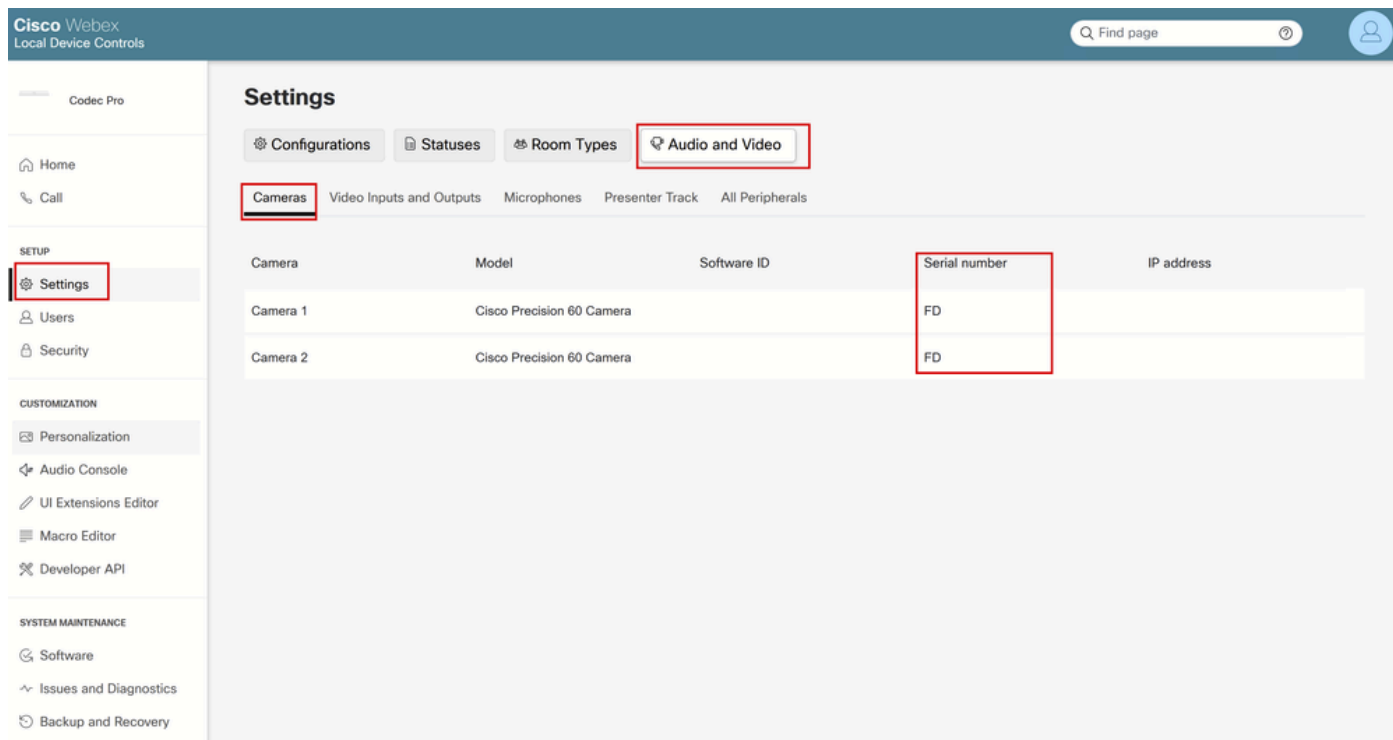 Cisco Webex
Local Device Controls
Find page
Codec Pro
Home
Call
SETUP
Settings
Users
Security
CUSTOMIZATION
Personalization
Audio Console
UI Extensions Editor
Macro Editor
Developer API
SYSTEM MAINTENANCE
Software
Issues and Diagnostics
Backup and Recovery
Settings
Configurations Statuses Room Types Audio and Video
Cameras Video Inputs and Outputs Microphones Presenter Track All Peripherals
Camera Model Software ID Serial number IP address
Camera 1 Cisco Precision 60 Camera FD
Camera 2 Cisco Precision 60 Camera FD